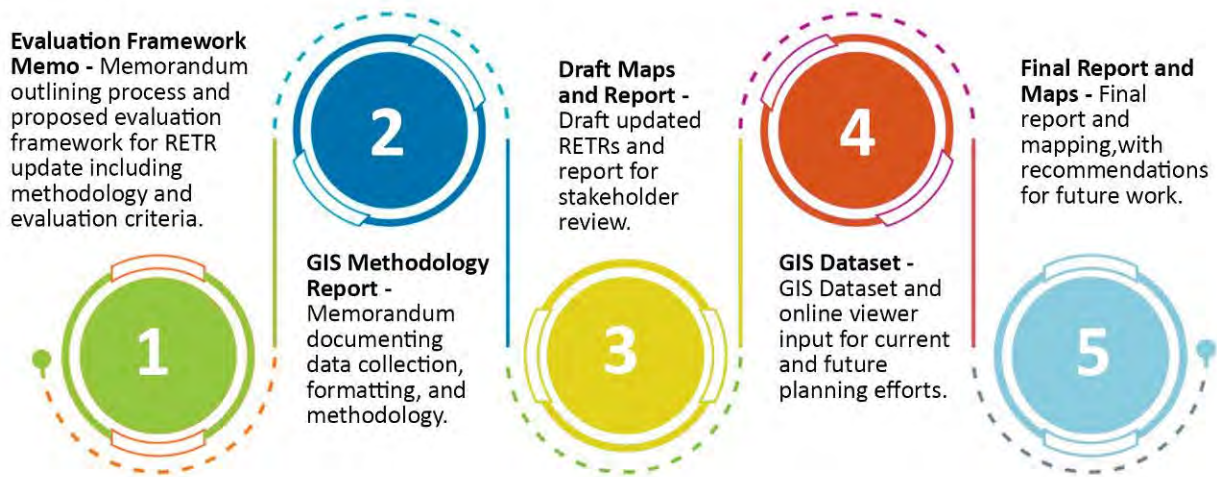 Evaluation Framework
Memo - Memorandum
outlining process and
proposed evaluation
framework for RETR
update including
methodology and
evaluation criteria.
1
2
GIS Methodology
Report -
Memorandum
documenting
data collection,
formatting, and
methodology.
Draft Maps
and Report -
Draft updated
RETRs and
report for
stakeholder
review.
3
4
GIS Dataset -
GIS Dataset and
online viewer
input for current
and future
planning efforts.
Final Report and
Maps - Final
report and
mapping,with
recommendations
for future work.
5